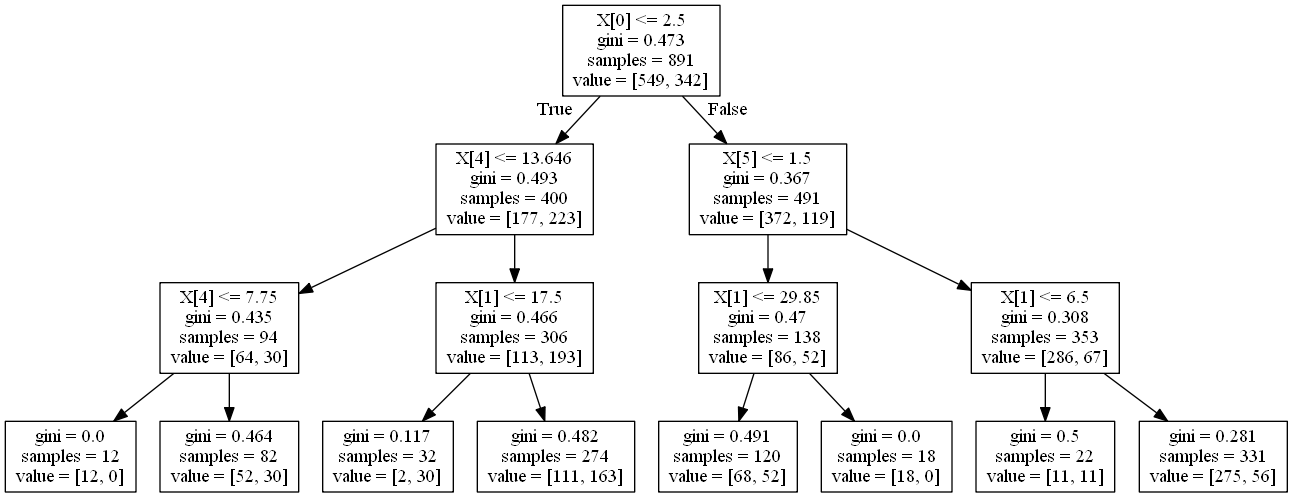 X[0] <= 2.5
gini = 0.473
samples = 891
value = [549, 342]
True
False
X[4] <= 13.646
gini = 0.493
samples = 400
value = [177, 223]
X[5] <= 1.5
gini = 0.367
samples = 491
value = [372, 119]
X[4] <= 7.75
gini = 0.435
samples = 94
value = [64, 30]
X[1] <= 17.5
gini = 0.466
samples = 306
value = [113, 193]
X[1] <= 29.85
gini = 0.47
samples = 138
value = [86, 52]
X[1] <= 6.5
gini = 0.308
samples = 353
value = [286, 67]
gini = 0.0
samples = 12
value = [12, 0]
gini = 0.464
samples = 82
value = [52, 30]
gini = 0.117
samples = 32
value = [2, 30]
gini = 0.482
samples = 274
value = [111, 163]
gini = 0.491
samples = 120
value = [68, 52]
gini = 0.0
samples = 18
value = [18, 0]
gini = 0.5
samples = 22
value = [11, 11]
gini = 0.281
samples = 331
value = [275, 56]